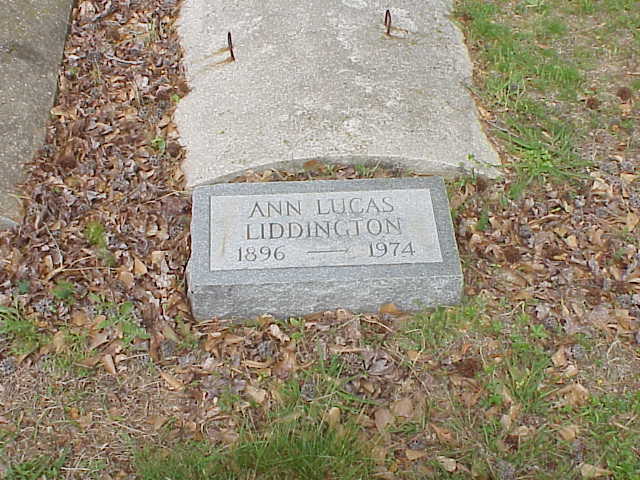 ANN LUCAS
LIDDINGTON
1896 — 1974